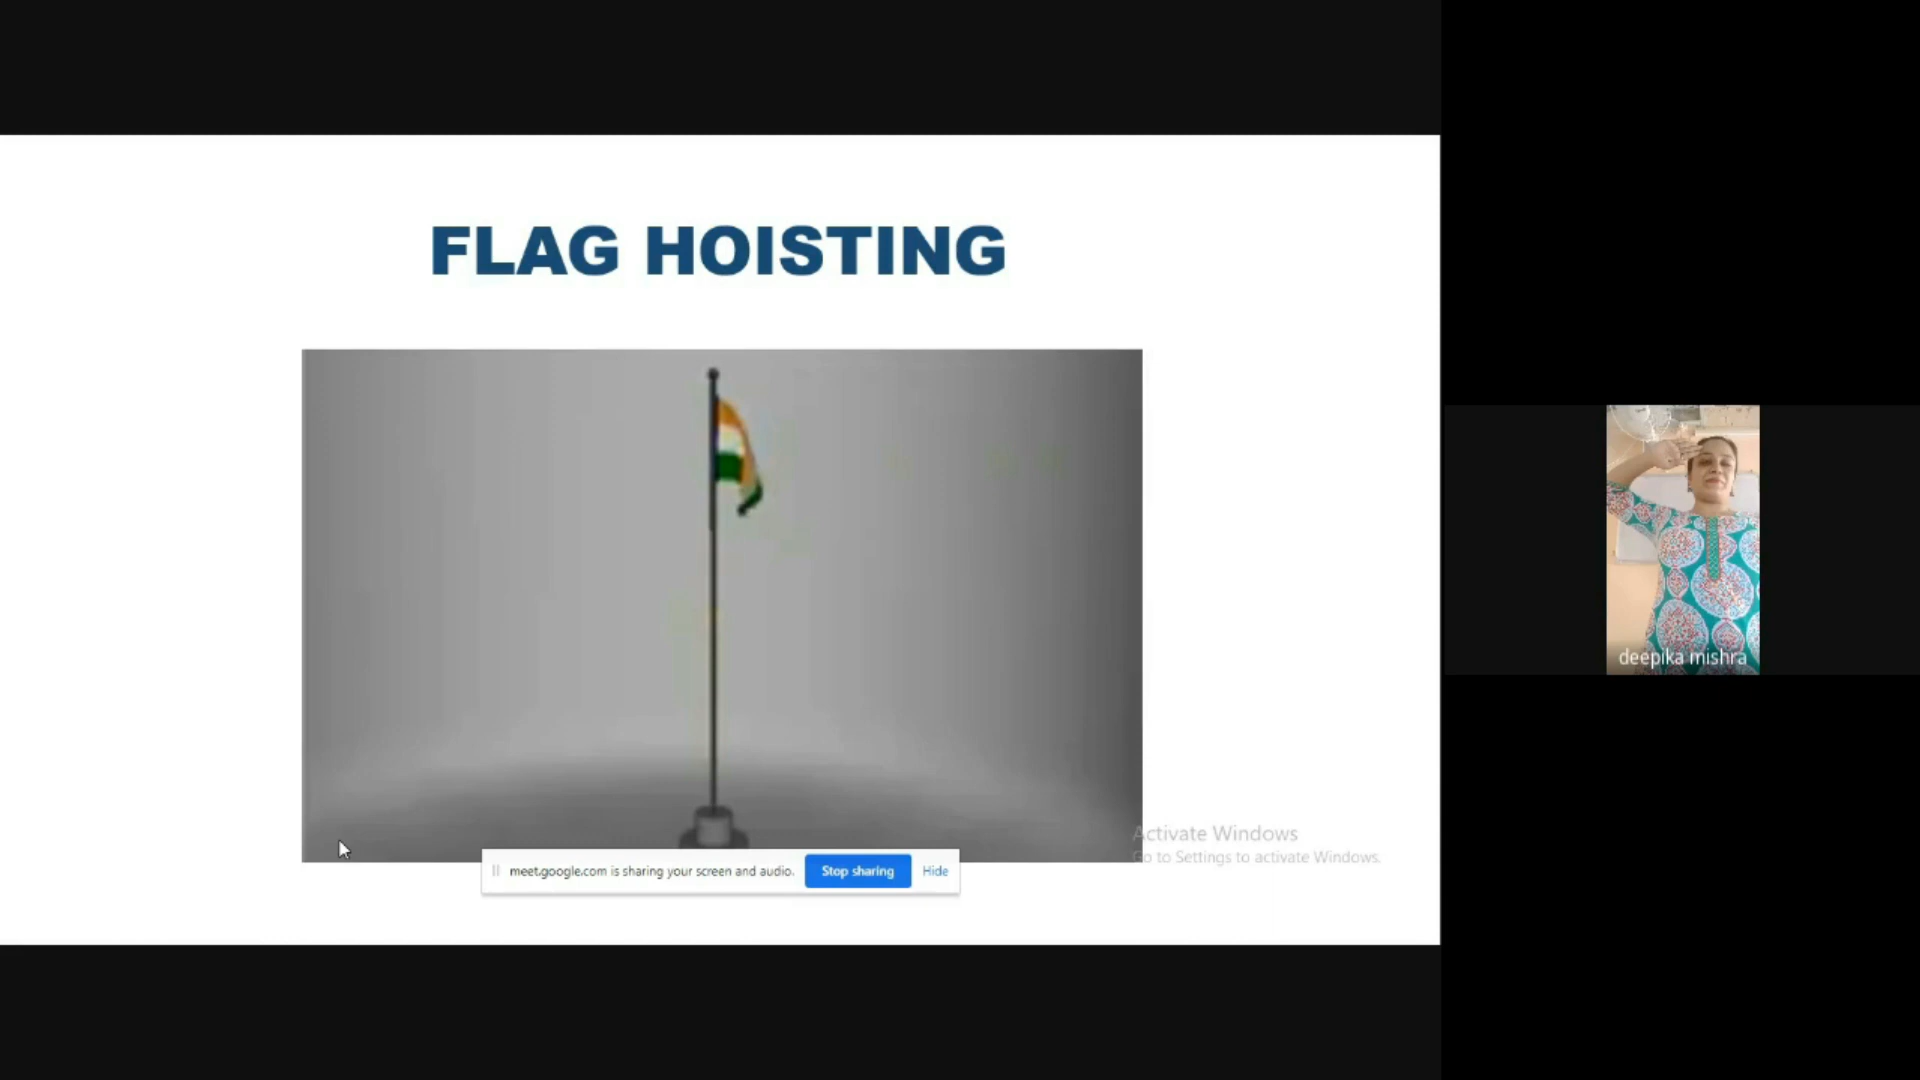 FLAG HOISTING
deepika mishra
Activate Windows
Go to Settings to activate Windows.
meet.google.com is sharing your screen and audio.
Stop sharing
Hide